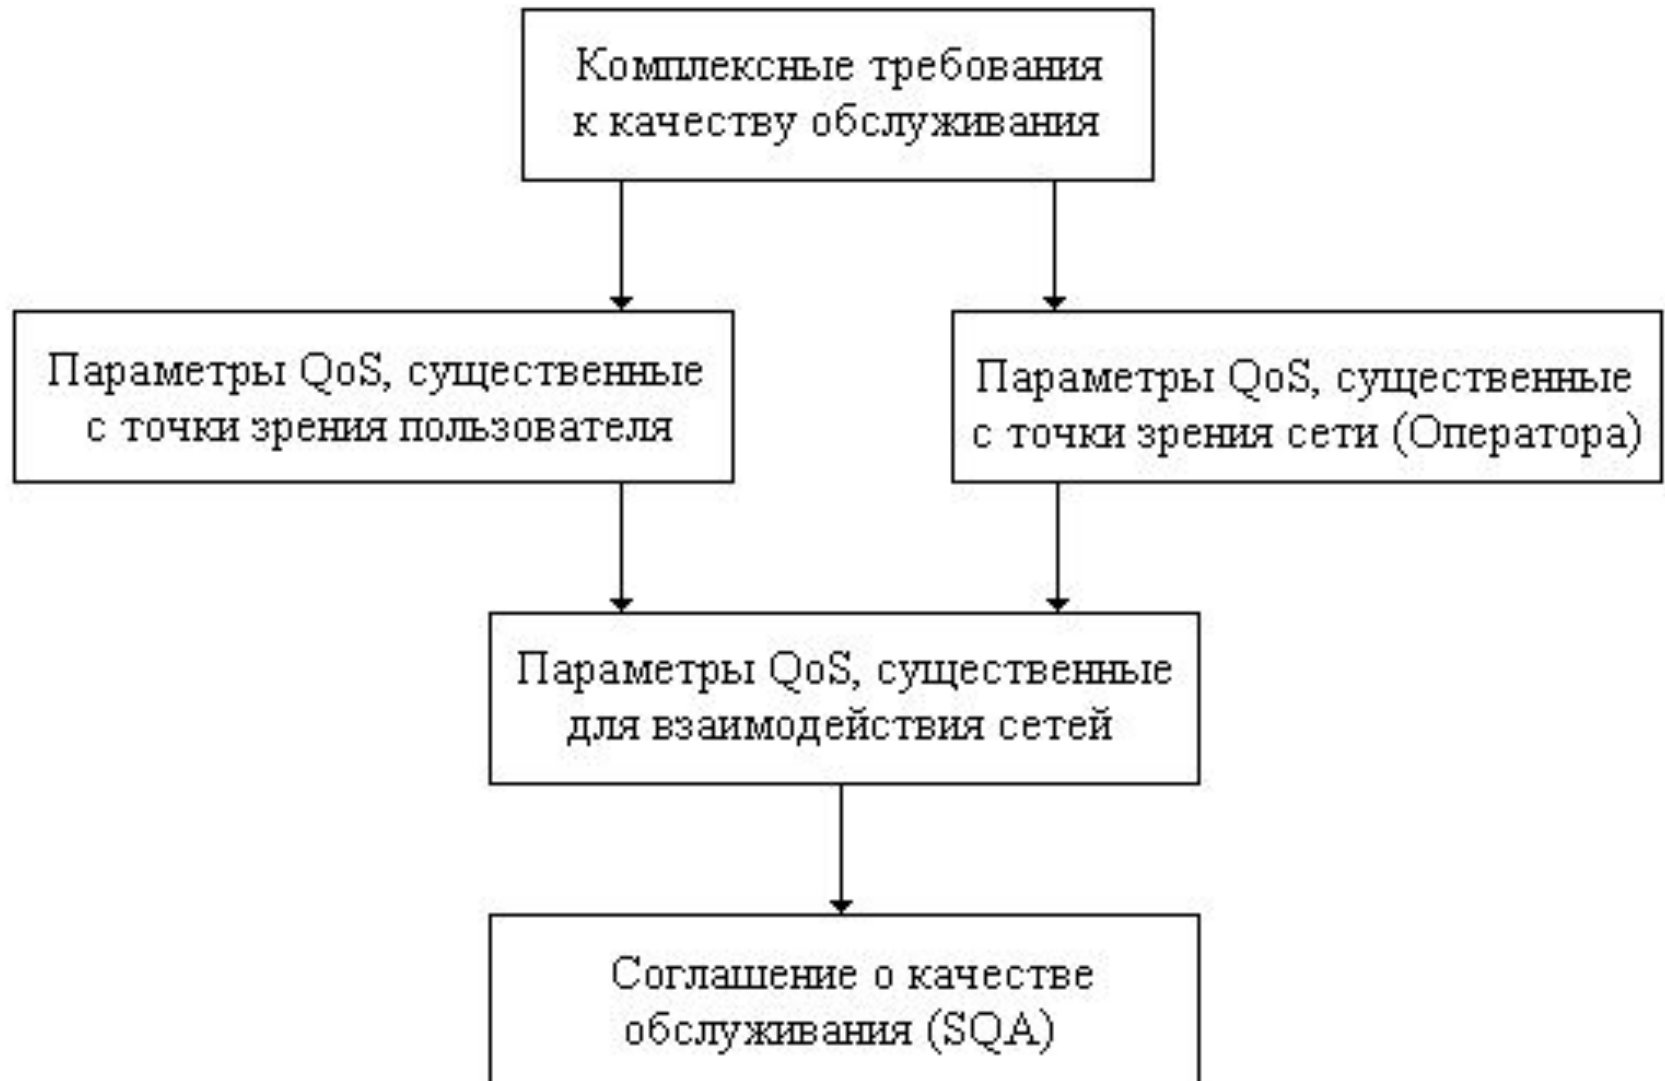 Комплексные требования
к качеству обслуживания
Параметры QoS, существенные
с точки зрения пользователя
Параметры QoS, существенные
с точки зрения сети (Оператора)
Параметры QoS, существенные
для взаимодействия сетей
Соглашение о качестве
обслуживания (SQA)